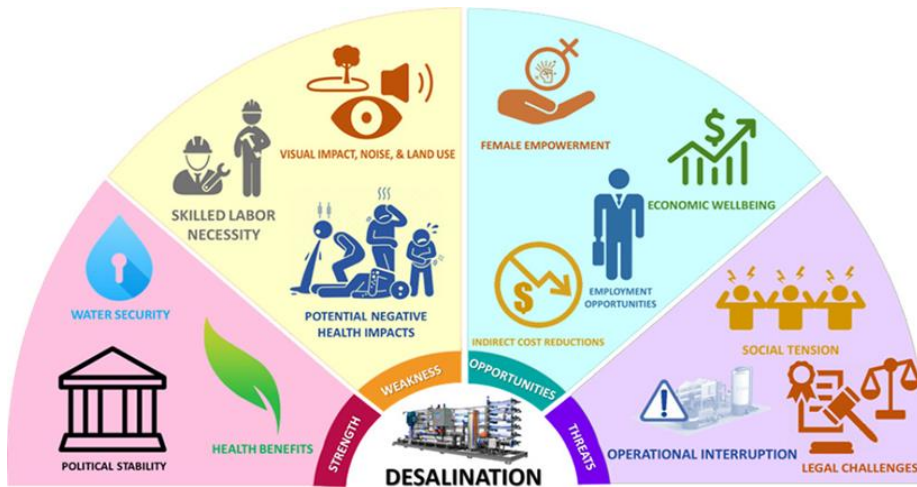 WATER SECURITY
POLITICAL STABILITY
HEALTH BENEFITS
STRENGTH
SKILLED LABOR
NECESSITY
VISUAL IMPACT, NOISE, & LAND USE
POTENTIAL NEGATIVE
HEALTH IMPACTS
WEAKNESS
FEMALE EMPOWERMENT
$
ECONOMIC WELLBEING
EMPLOYMENT
OPPORTUNITIES
$
INDIRECT COST REDUCTIONS
OPPORTUNITIES
SOCIAL TENSION
OPERATIONAL INTERRUPTION
LEGAL CHALLENGES
THREATS
DESALINATION